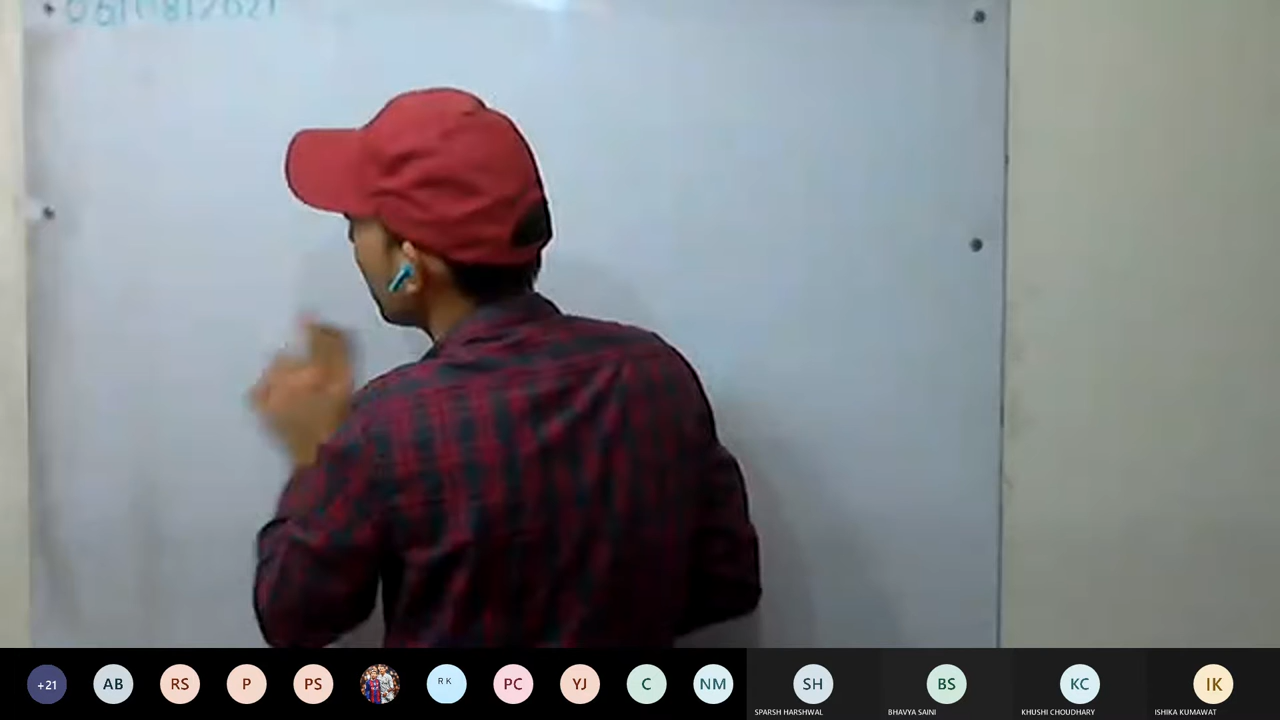 +21
AB
RS
P
PS
R K
PC
YJ
C
NM
SH
BS
KC
IK
SPARSH HARSHWAL
BHAVYA SAINI
KHUSHI CHOUDHARY
ISHIKA KUMAWAT